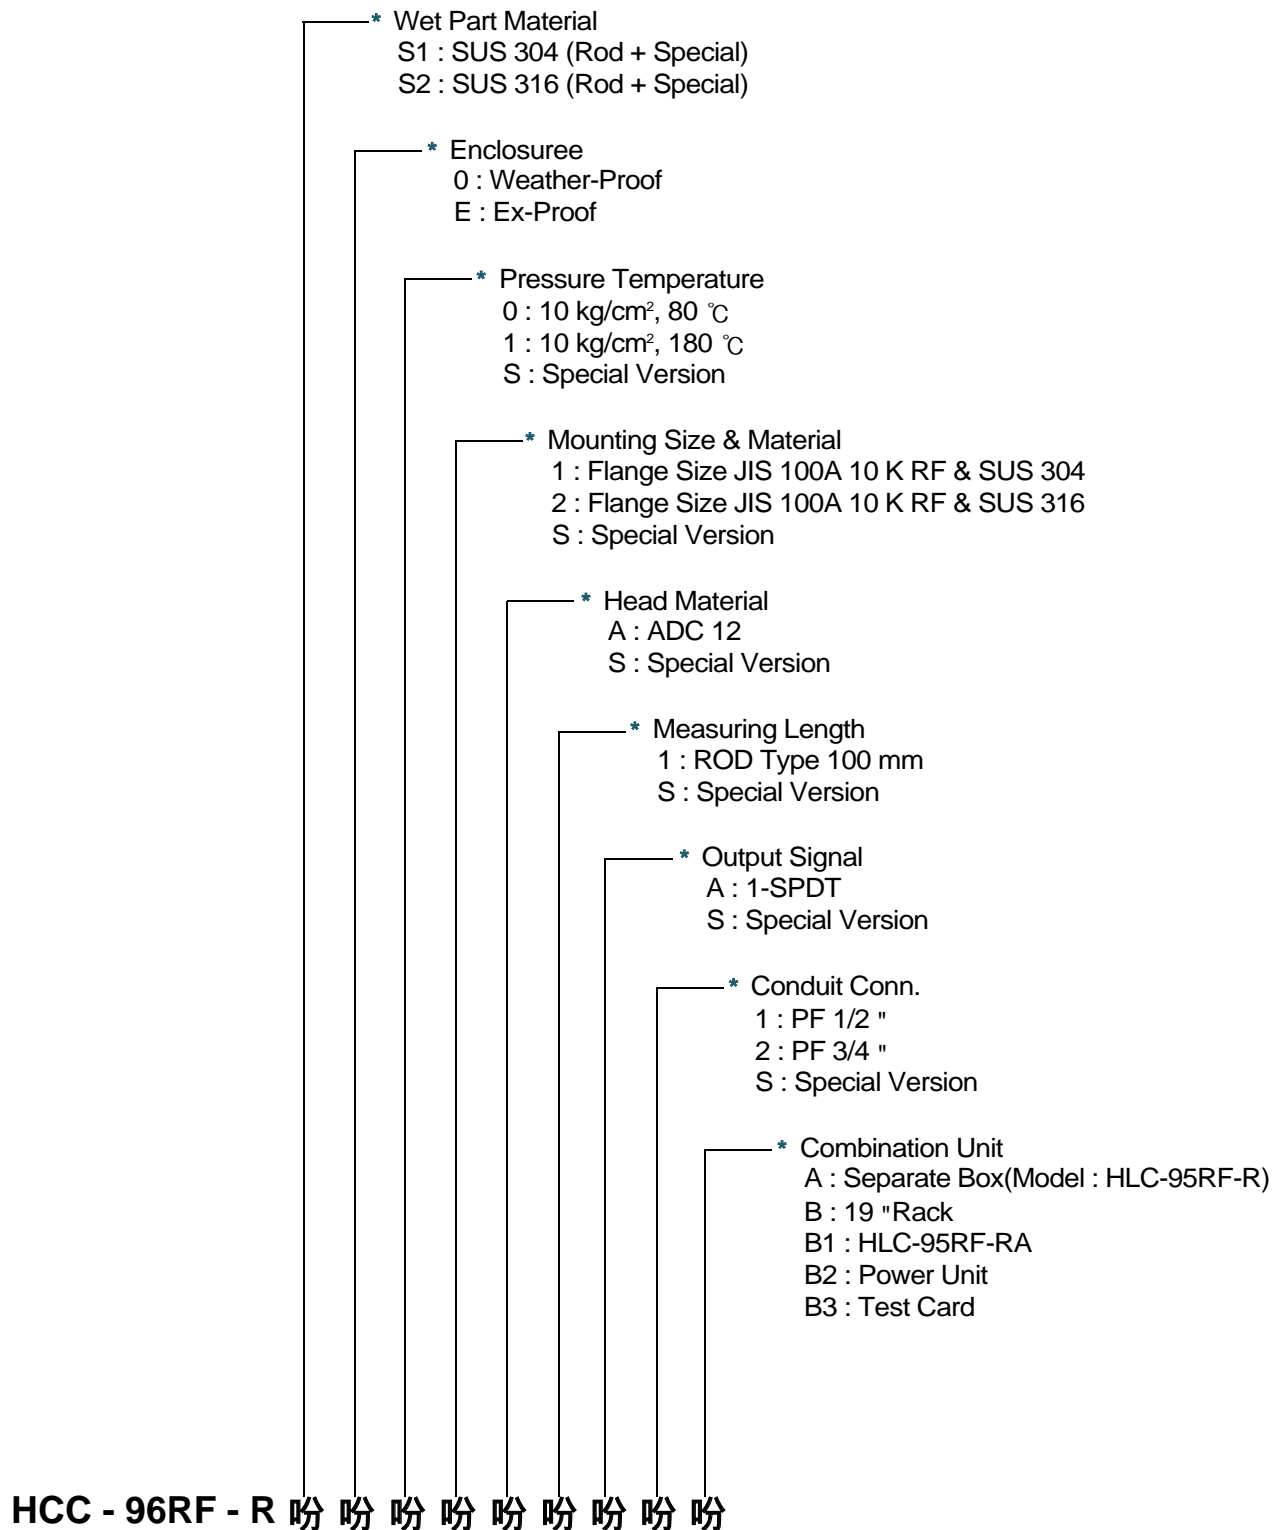 * Wet Part Material
S1 : SUS 304 (Rod + Special)
S2 : SUS 316 (Rod + Special)
* Enclosuree
0 : Weather-Proof
E : Ex-Proof
* Pressure Temperature
0 : 10 kg/cm², 80 ℃
1 : 10 kg/cm², 180 ℃
S : Special Version
* Mounting Size & Material
1 : Flange Size JIS 100A 10 K RF & SUS 304
2 : Flange Size JIS 100A 10 K RF & SUS 316
S : Special Version
* Head Material
A : ADC 12
S : Special Version
* Measuring Length
1 : ROD Type 100 mm
S : Special Version
* Output Signal
A : 1-SPDT
S : Special Version
* Conduit Conn.
1 : PF 1/2 "
2 : PF 3/4 "
S : Special Version
* Combination Unit
A : Separate Box(Model : HLC-95RF-R)
B : 19 "Rack
B1 : HLC-95RF-RA
B2 : Power Unit
B3 : Test Card
HCC - 96RF - R 吩 吩 吩 吩 吩 吩 吩 吩 吩